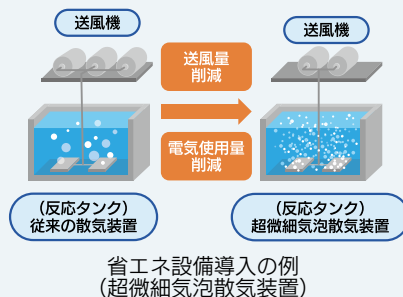 送風機
送風機
送風量
削減
電気使用量
削減
(反応タンク)
従来の散気装置
(反応タンク)
超微細気泡散気装置
省エネ設備導入の例
(超微細気泡散気装置)